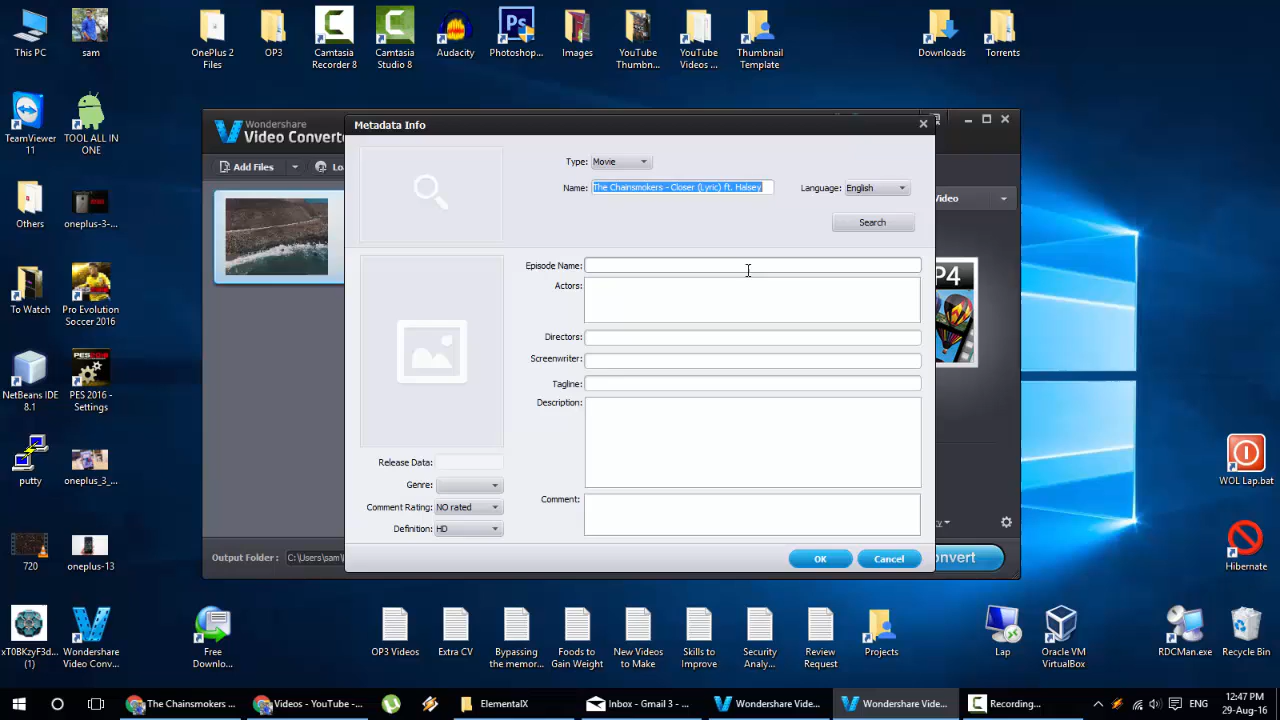 This PC
sam
OnePlus 2
Files
OP3
Camtasia
Recorder 8
Camtasia
Studio 8
Audacity
Ps
Photoshop...
Images
YouTube
Thumbn...
YouTube
Videos ...
Thumbnail
Template
Downloads
Torrents
TeamViewer
11
TOOL ALL IN
ONE
Wondershare
Video Converte
Metadata Info
Add Files
Type:
Movie
Name:
The Chainsmokers - Closer (Lyric) ft. Halsey
Language:
English
Search
Video
Others
oneplus-3-...
To Watch
Pro Evolution
Soccer 2016
Episode Name:
Actors:
P4
Directors:
Screenwriter:
Tagline:
Description:
NetBeans IDE
8.1
PES2016
PES 2016 -
Settings
putty
oneplus_3_...
Release Data:
Genre:
Comment Rating:
NO rated
Definition:
HD
Comment:
OK
Cancel
WOL Lap.bat
720
oneplus-13
Output Folder :
C:\Users\sam\
nvert
Hibernate
xT0BKzyF3d...
(1)
Wondershare
Video Conv...
Free
Downlo...
OP3 Videos
Extra CV
Bypassing
the memor...
Foods to
Gain Weight
New Videos
to Make
Skills to
Improve
Security
Analy...
Review
Request
Projects
Lap
Oracle VM
VirtualBox
RDCMan.exe
Recycle Bin
The Chainsmokers ...
Videos - YouTube - ...
ElementalX
Inbox - Gmail 3 - ...
Wondershare Vide...
Wondershare Vide...
Recording...
12:47 PM
29-Aug-16